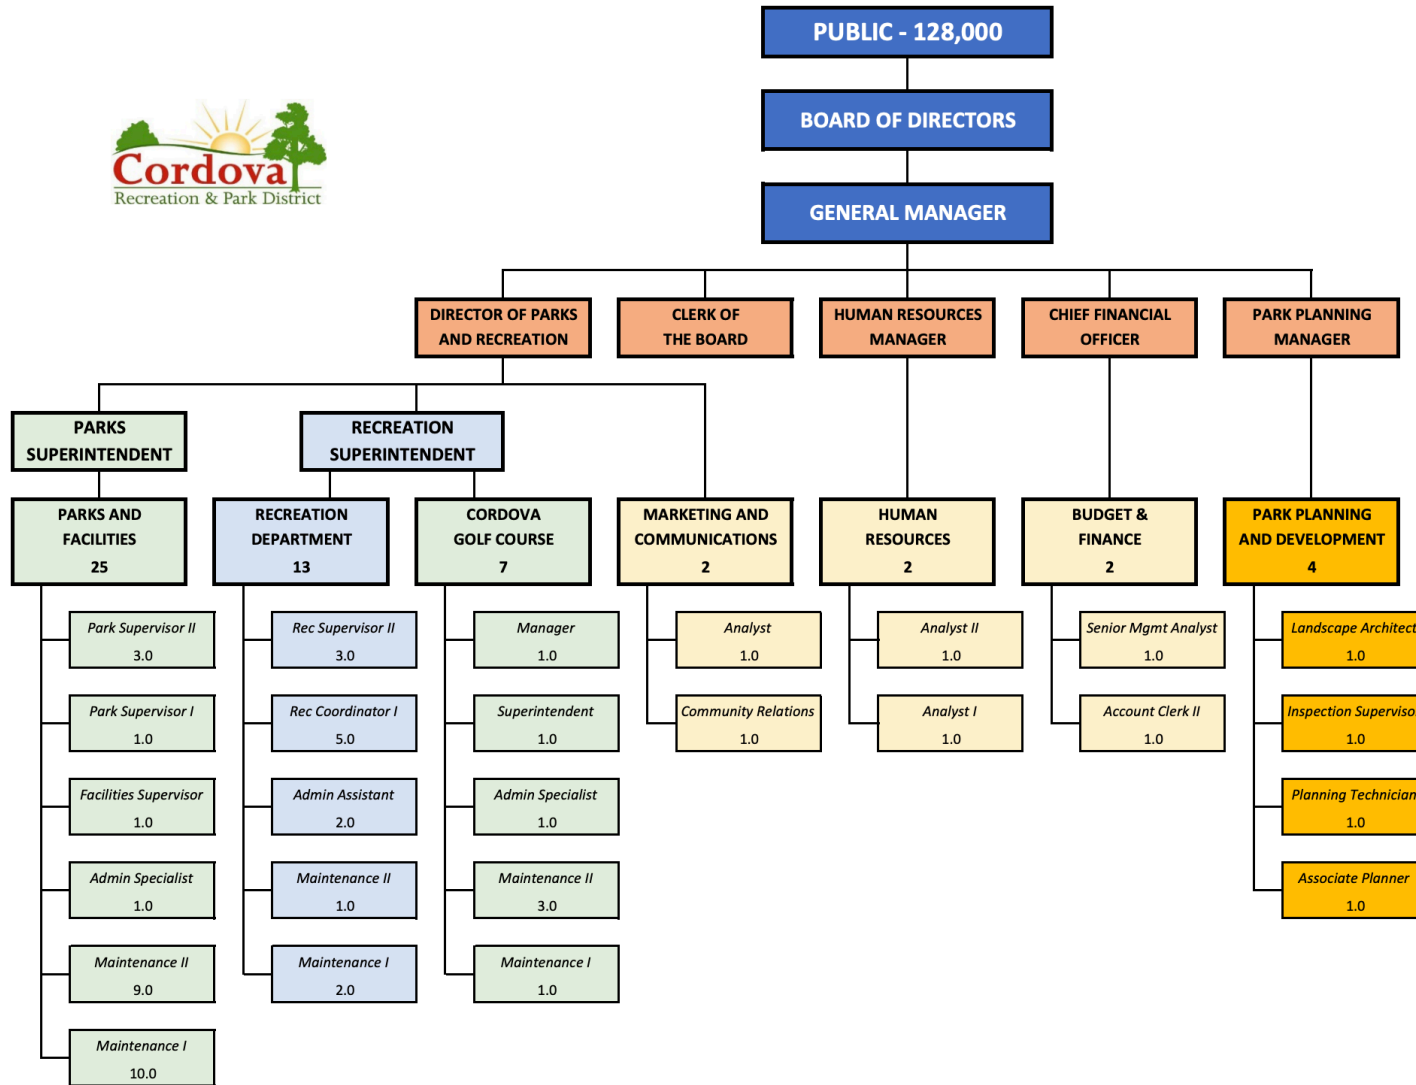 PUBLIC - 128,000
BOARD OF DIRECTORS
Cordova
Recreation & Park District
GENERAL MANAGER
DIRECTOR OF PARKS
AND RECREATION
CLERK OF
THE BOARD
HUMAN RESOURCES
MANAGER
CHIEF FINANCIAL
OFFICER
PARK PLANNING
MANAGER
PARKS
SUPERINTENDENT
RECREATION
SUPERINTENDENT
PARKS AND
FACILITIES
25
RECREATION
DEPARTMENT
13
CORDOVA
GOLF COURSE
7
MARKETING AND
COMMUNICATIONS
2
HUMAN
RESOURCES
2
BUDGET &
FINANCE
2
PARK PLANNING
AND DEVELOPMENT
4
Park Supervisor II
3.0
Park Supervisor I
1.0
Facilities Supervisor
1.0
Admin Specialist
1.0
Maintenance II
9.0
Maintenance I
10.0
Rec Supervisor II
3.0
Rec Coordinator I
5.0
Admin Assistant
2.0
Maintenance II
1.0
Maintenance I
2.0
Manager
1.0
Superintendent
1.0
Admin Specialist
1.0
Maintenance II
3.0
Maintenance I
1.0
Analyst
1.0
Community Relations
1.0
Analyst II
1.0
Analyst I
1.0
Senior Mgmt Analyst
1.0
Account Clerk II
1.0
Landscape Architect
1.0
Inspection Supervisor
1.0
Planning Technician
1.0
Associate Planner
1.0